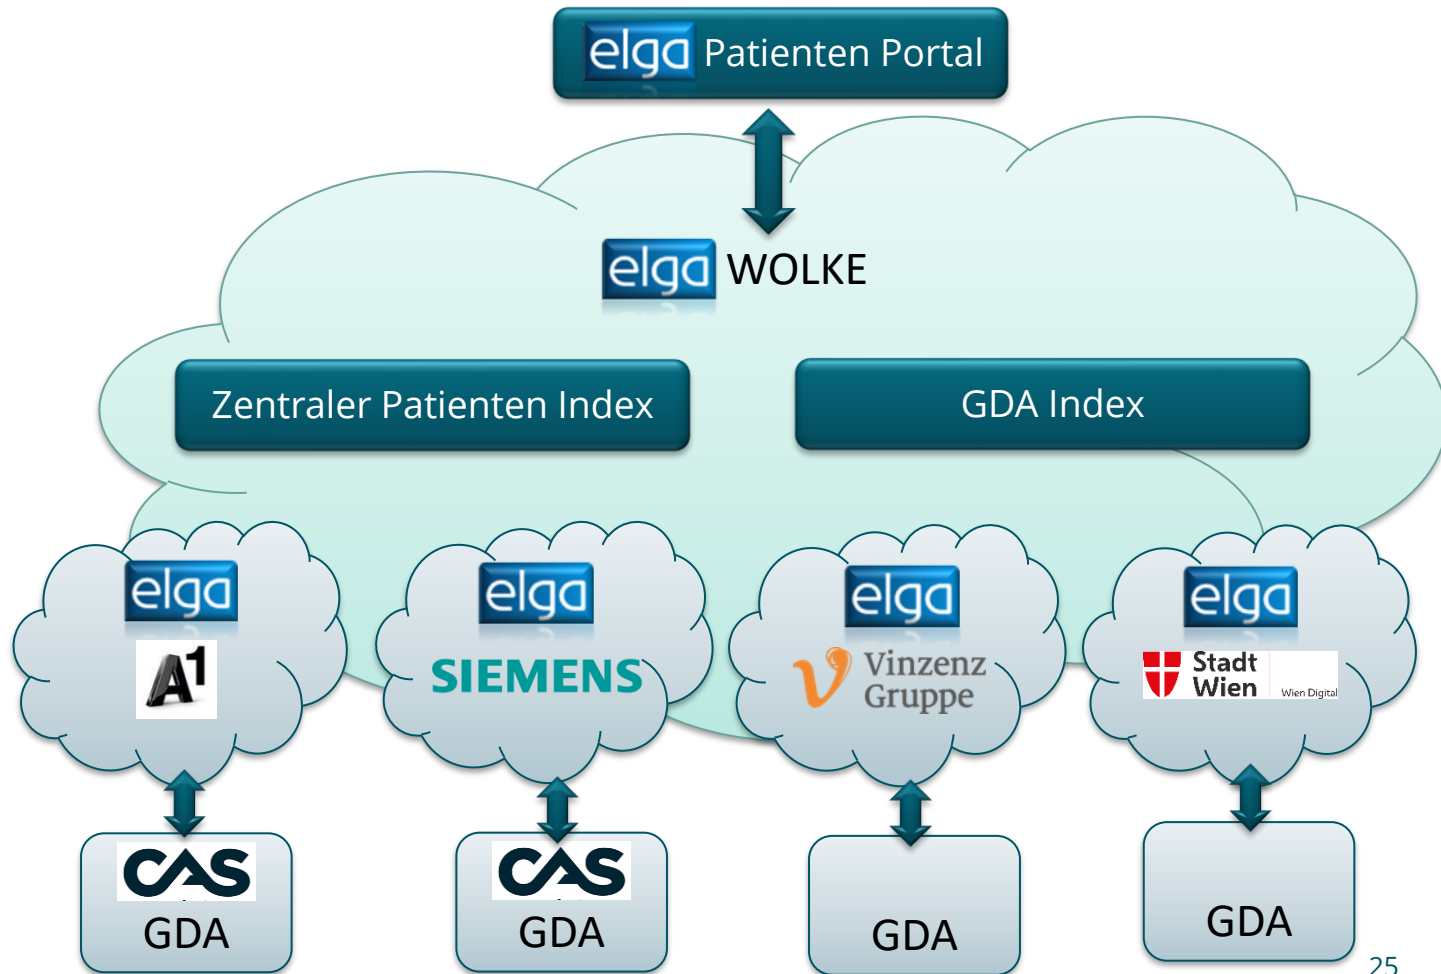 elga Patienten Portal
elga WOLKE
Zentraler Patienten Index
GDA Index
elga
A1
elga
SIEMENS
elga
Vinzenz
Gruppe
elga
Stadt
Wien
Wien Digital
CAS
GDA
CAS
GDA
GDA
GDA
25